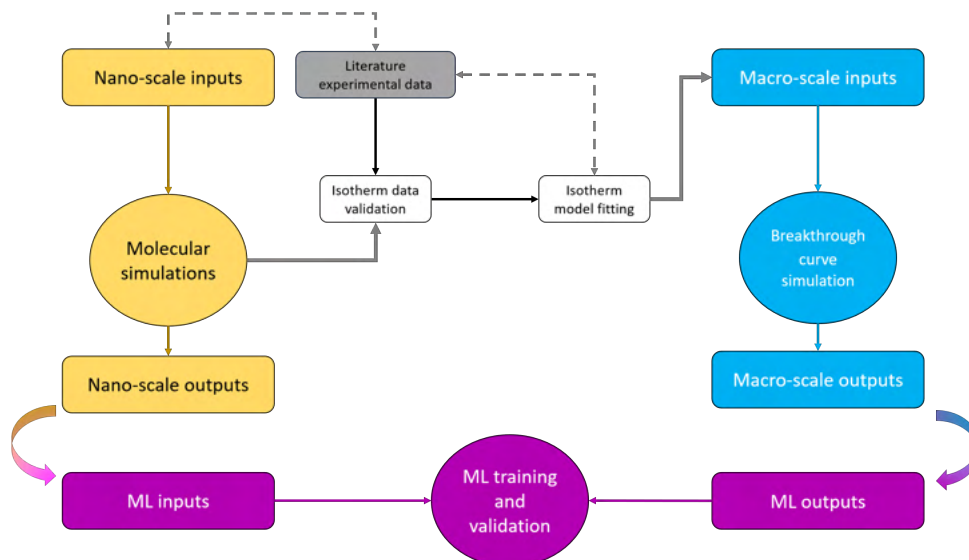 Nano-scale inputs
Literature
experimental data
Macro-scale inputs
Isotherm data
validation
Isotherm
model fitting
Molecular
simulations
Breakthrough
curve
simulation
Nano-scale outputs
Macro-scale outputs
ML inputs
ML training
and
validation
ML outputs